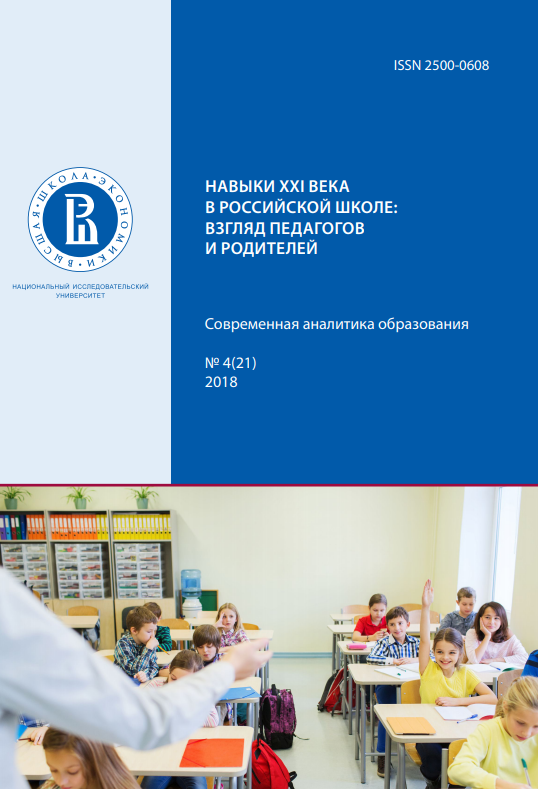 ISSN 2500-0608
ВЫСШАЯ • ШКОЛА • ЭКОНОМИКИ •
НАЦИОНАЛЬНЫЙ ИССЛЕДОВАТЕЛЬСКИЙ
УНИВЕРСИТЕТ
НАВЫКИ XXI ВЕКА
В РОССИЙСКОЙ ШКОЛЕ:
ВЗГЛЯД ПЕДАГОГОВ
И РОДИТЕЛЕЙ
Современная аналитика образования
№ 4(21)
2018